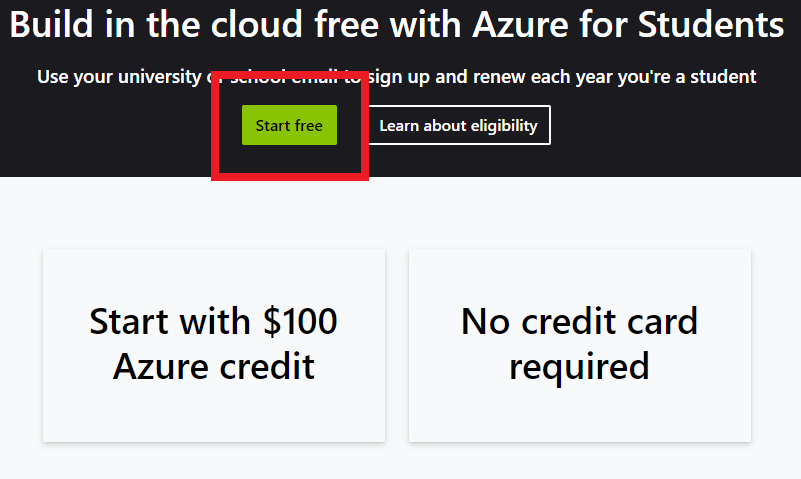 Build in the cloud free with Azure for Students
Use your university or school email to sign up and renew each year you're a student
Start free
Learn about eligibility
Start with $100
Azure credit
No credit card
required